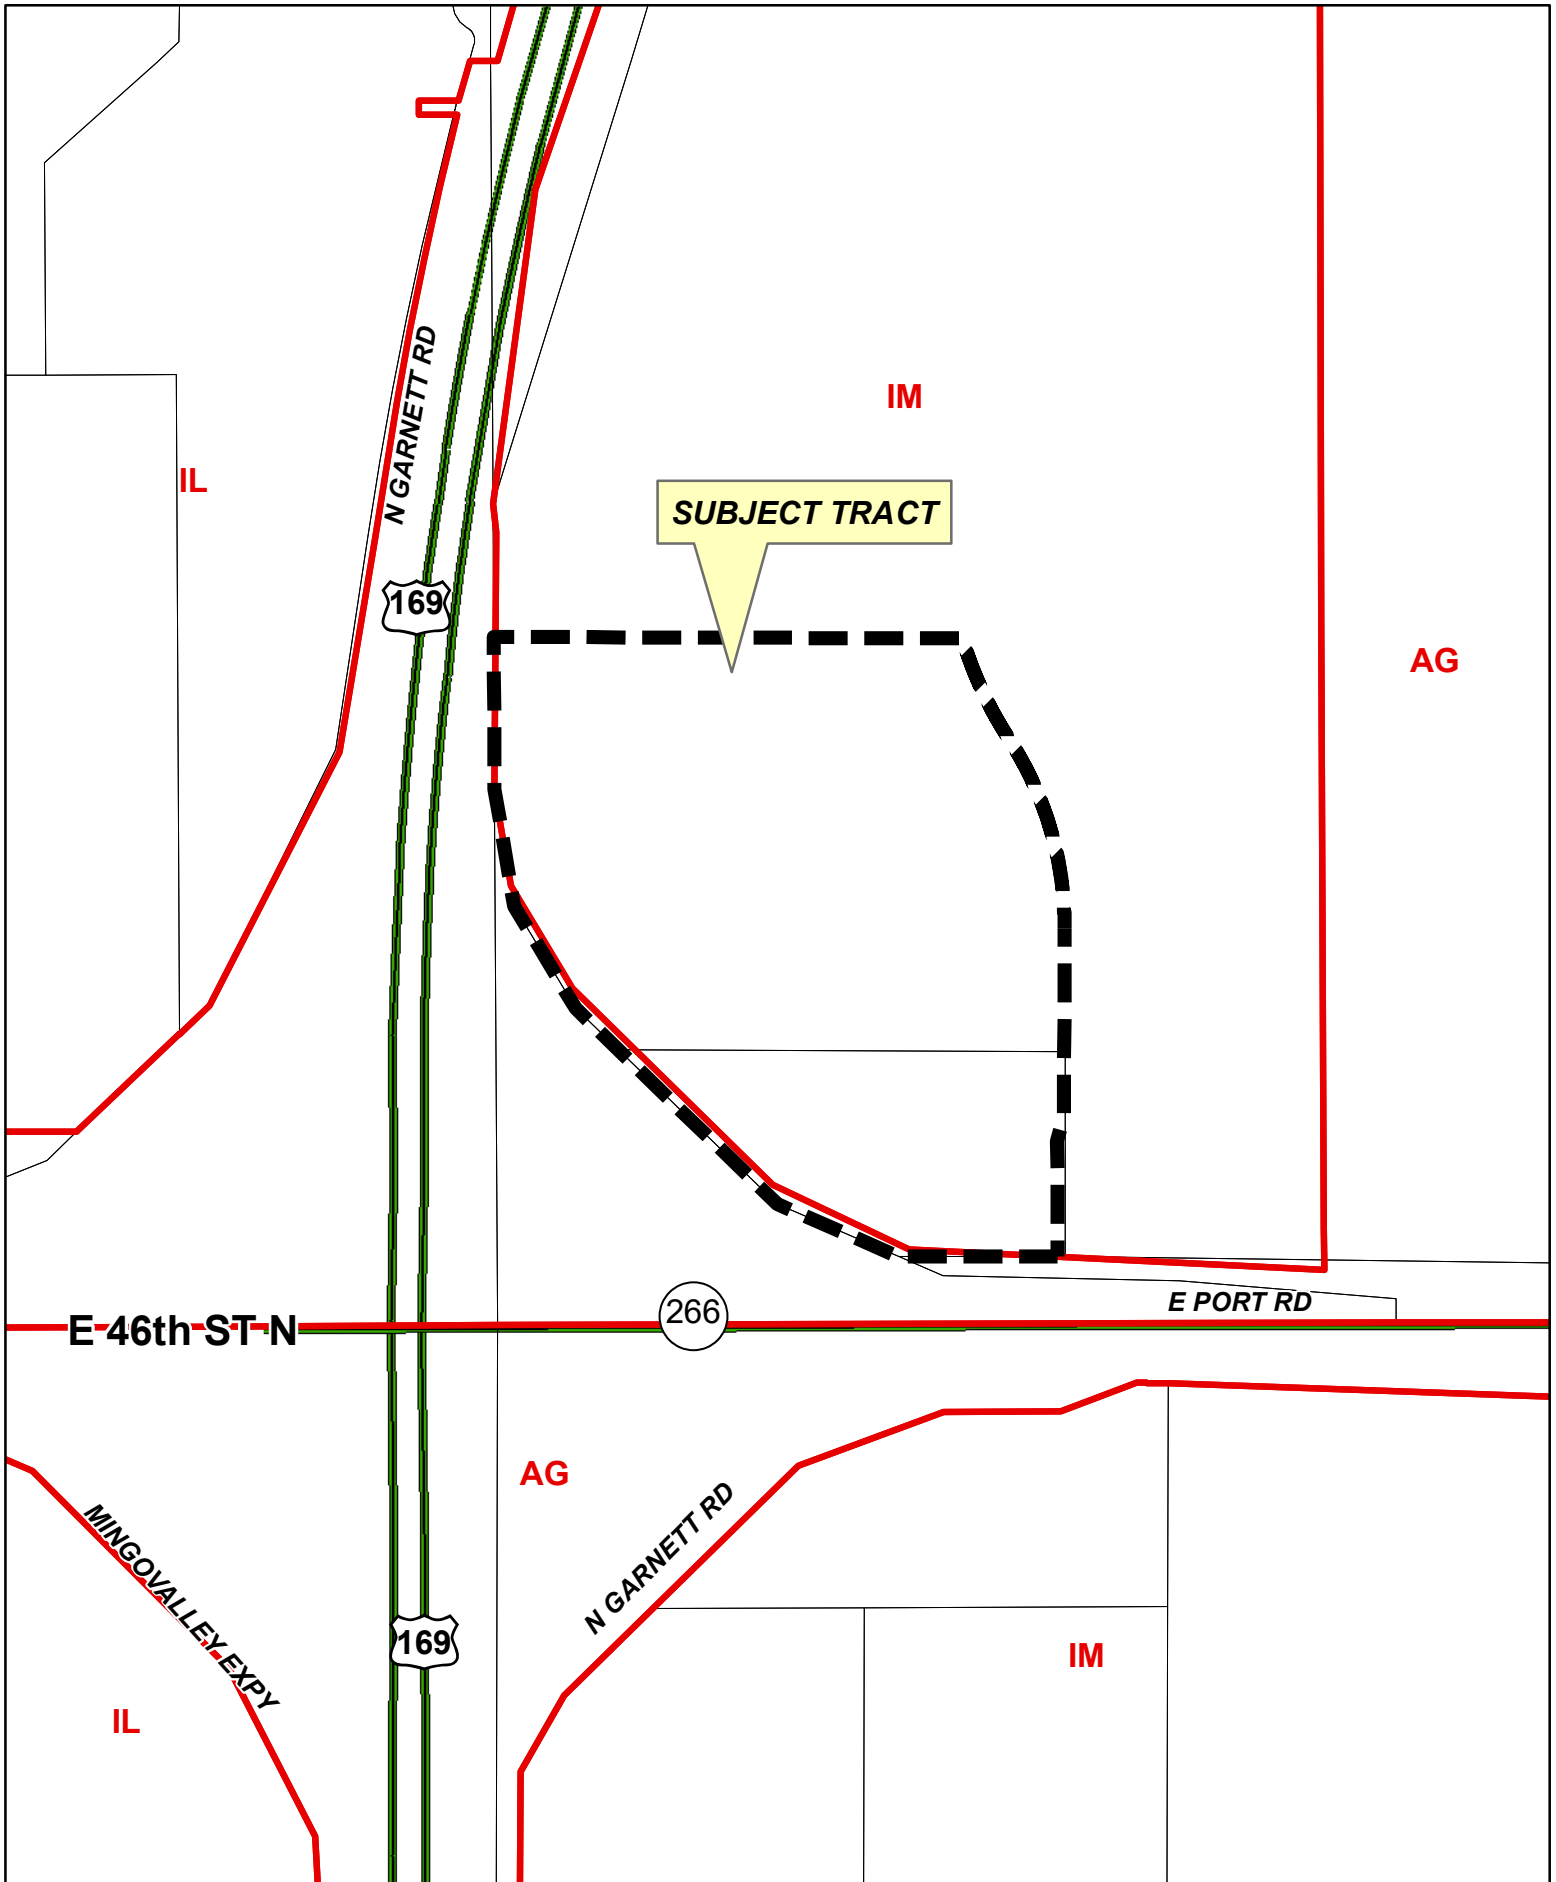 N GARNETT RD
IM
IL
SUBJECT TRACT
169
AG
E PORT RD
266
E 46th ST N
AG
N GARNETT RD
MINGOVALLEY EXPY
169
IM
IL